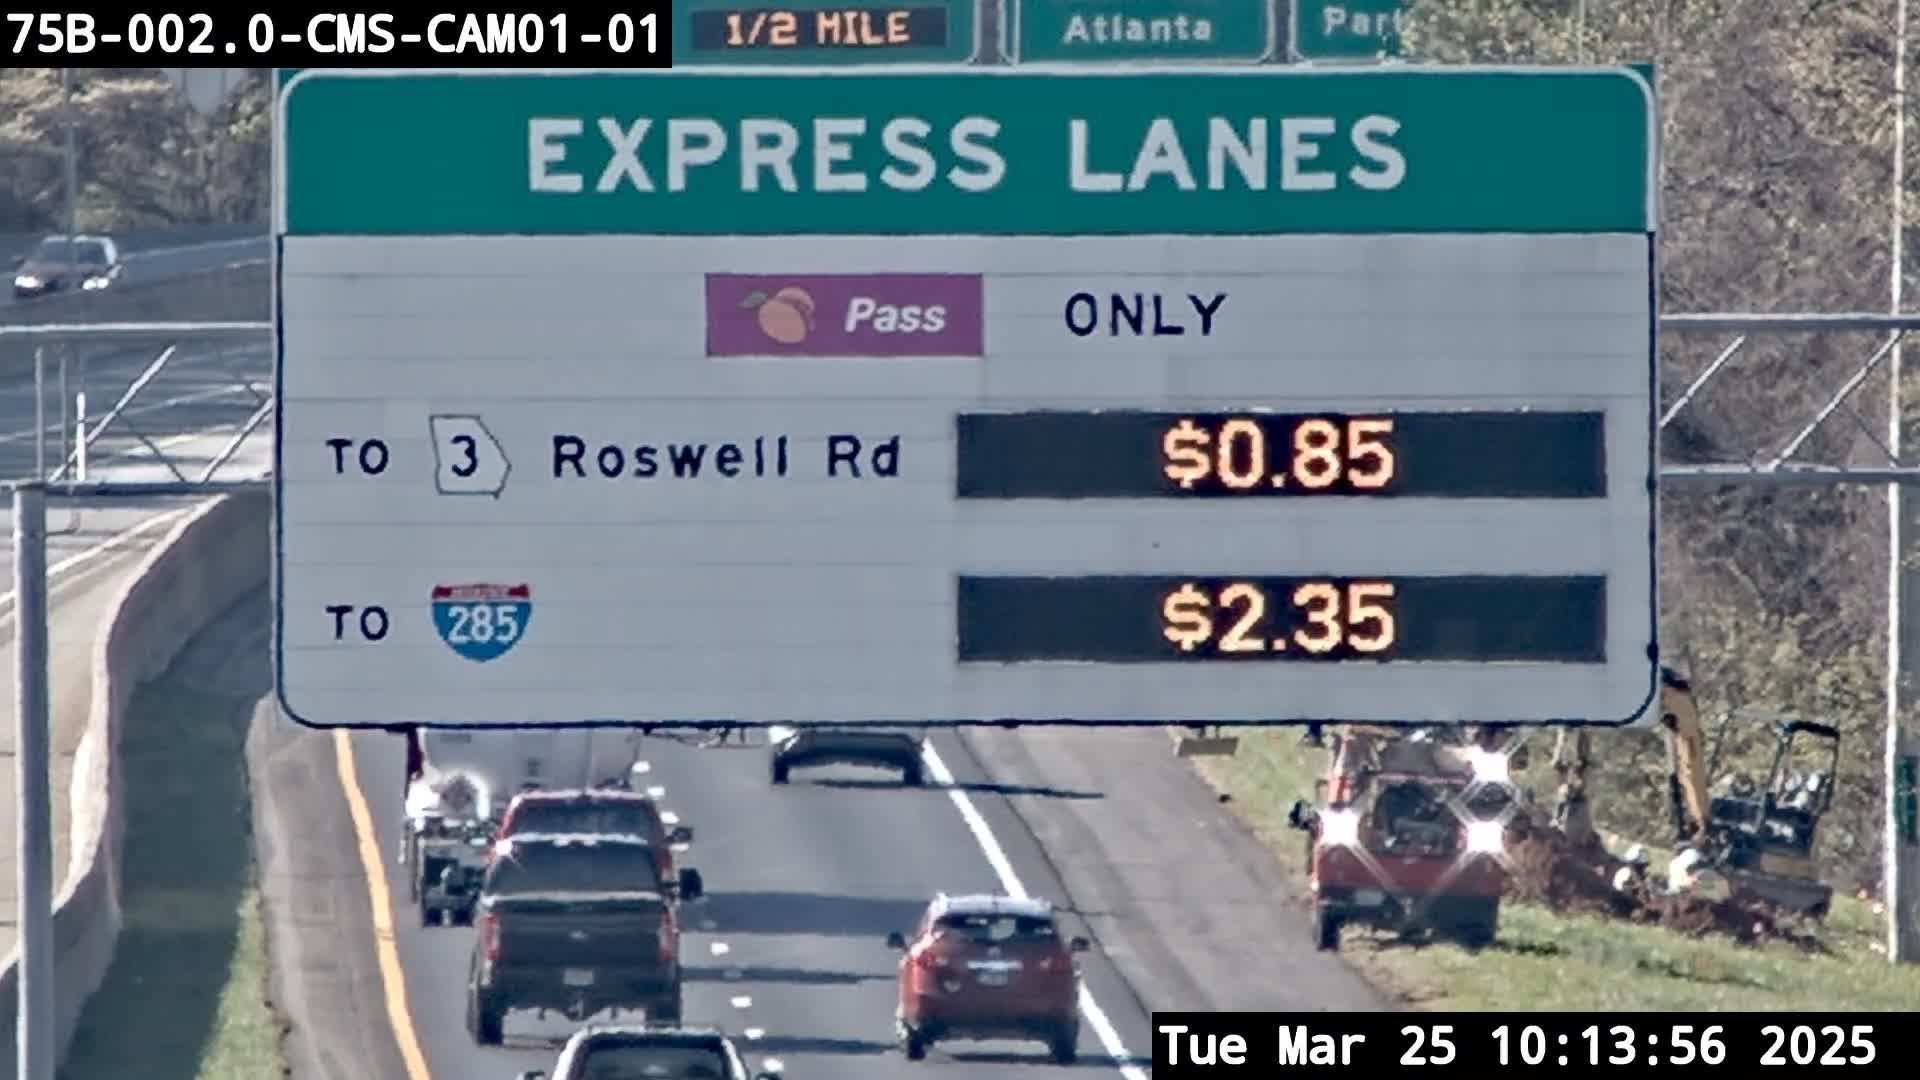 75B-002.0-CMS-CAM01-01
1/2 MILE
Atlanta
EXPRESS LANES
Pass ONLY
TO 3 Roswell Rd $0.85
TO 285 $2.35
Tue Mar 25 10:13:56 2025